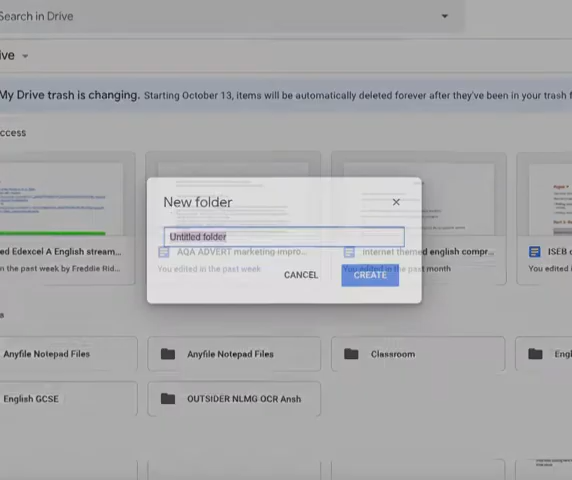 Search in Drive
ive
My Drive trash is changing. Starting October 13, items will be automatically deleted forever after they've been in your trash f
ccess
New folder
Untitled folder
ed Edexcel A English stream...
AQA ADVERT marketing impro...
internet themed english compr...
ISEB c
n the past week by Freddie Rid...
You edited in the past week
You edited in the past month
You edited i
CANCEL
CREATE
s
Anyfile Notepad Files
Anyfile Notepad Files
Classroom
Engl
English GCSE
OUTSIDER NLMG OCR Ansh